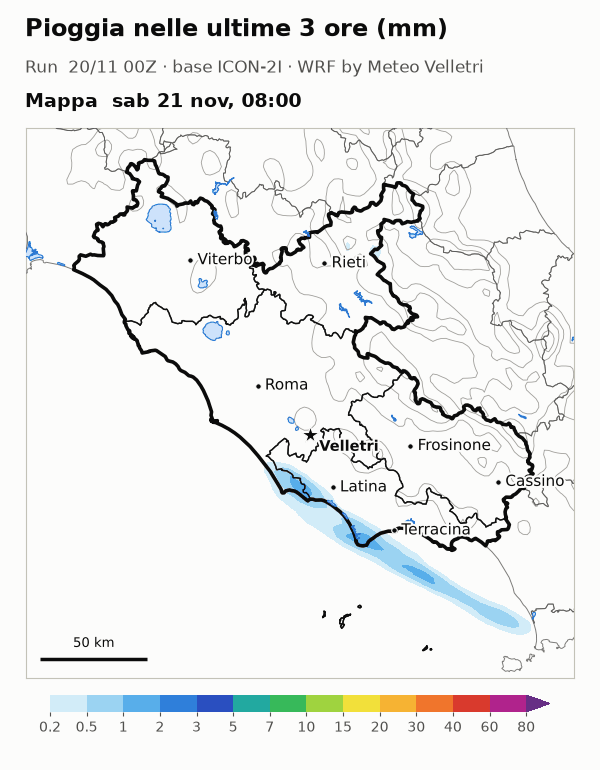 Pioggia nelle ultime 3 ore (mm)
Run 20/11 00Z · base ICON-2I · WRF by Meteo Velletri
Mappa sab 21 nov, 08:00
Viterbo
Rieti
Roma
Velletri
Frosinone
Latina
Cassino
Terracina
50 km
0.2 0.5 1 2 3 5 7 10 15 20 30 40 60 80